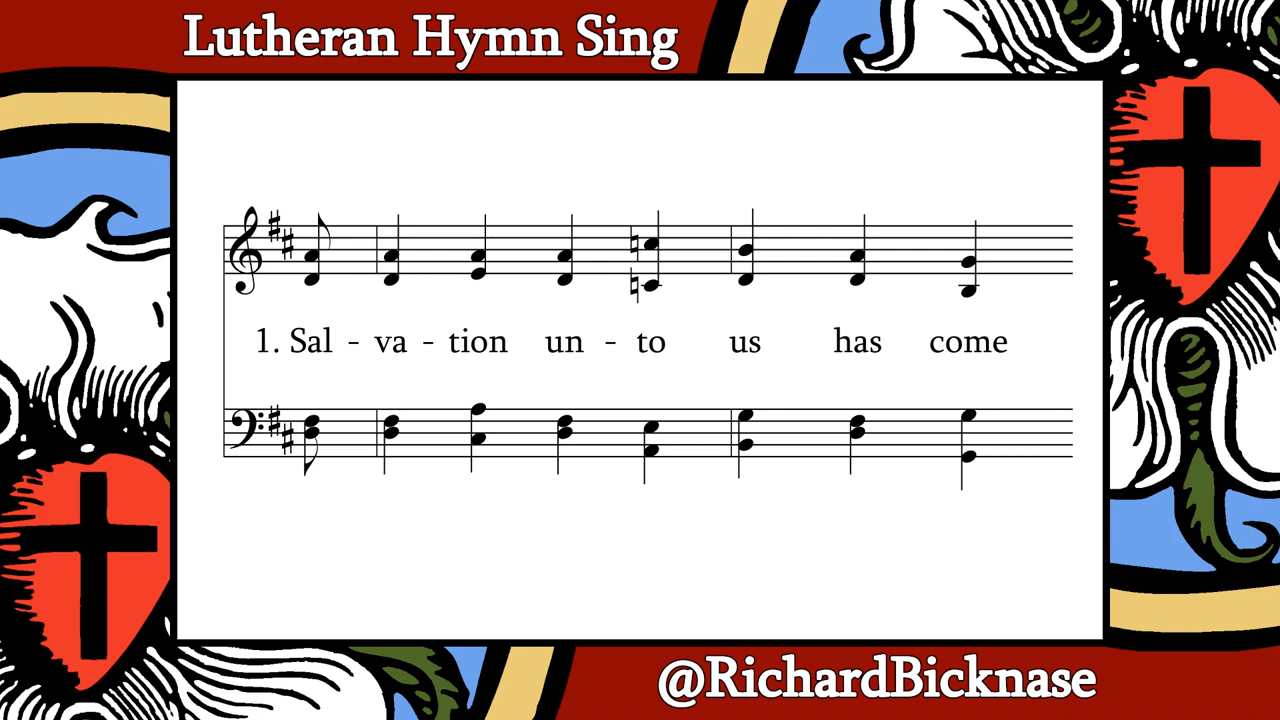 Lutheran Hymn Sing
1. Sal - va - tion un - to us has come
@RichardBicknase